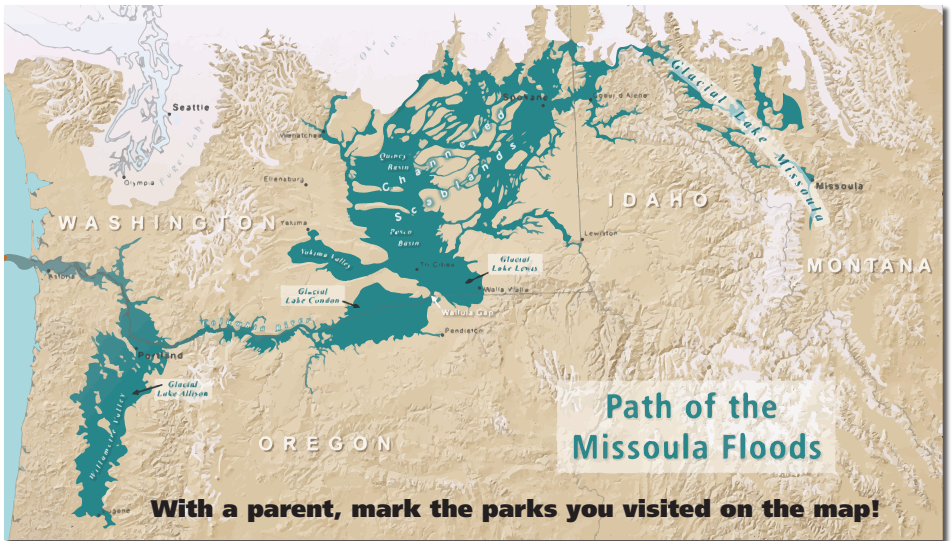 Seattle
Olympia
Puget Lobe
Wenatchee
Ellensburg
Yakima
WASHINGTON
Quincy
Basin
Channeled
Scablands
Spokane
Coeur d'Alene
Glacial Lake Missoula
Missoula
IDAHO
MONTANA
Lewiston
Pasco
Basin
Yakima Valley
Tri Cities
Glacial
Lake Lewis
Walla Walla
Wallula Gap
Glacial
Lake Condon
Pendleton
Astoria
Columbia River
Portland
Glacial
Lake Allison
Willamette Valley
Eugene
OREGON
Path of the
Missoula Floods
With a parent, mark the parks you visited on the map!